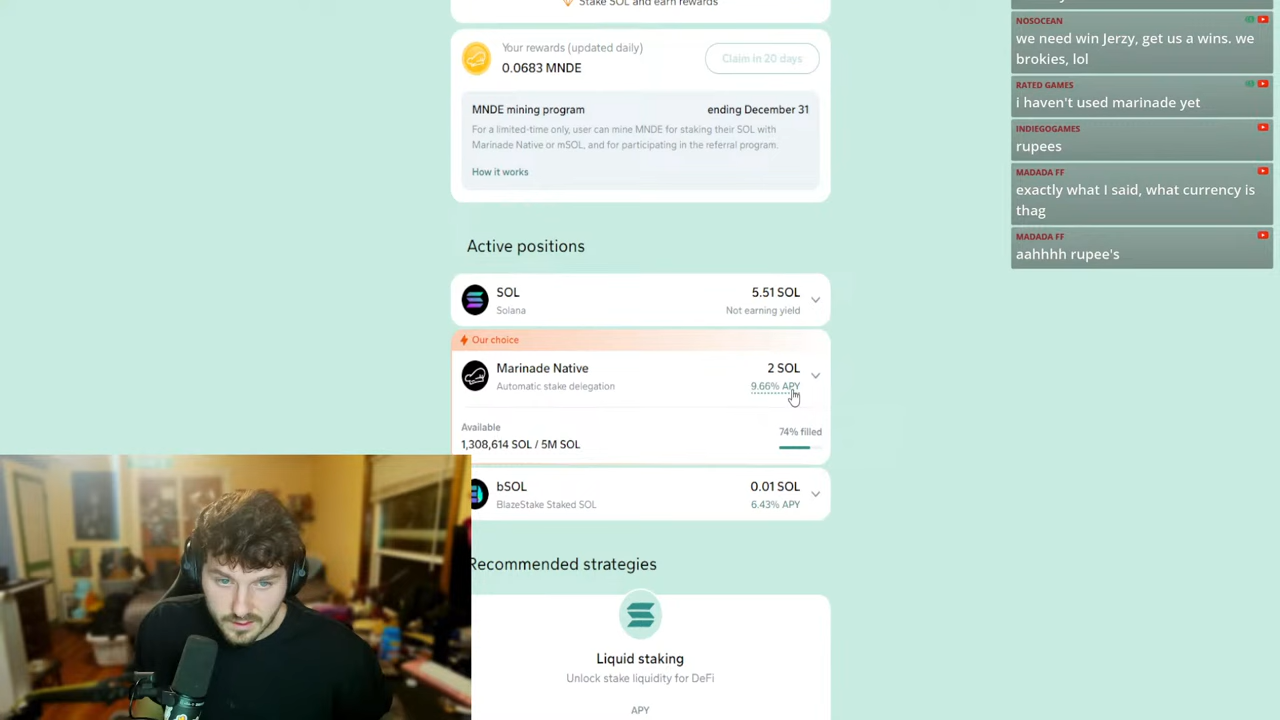 Stake SOL and earn rewards
Your rewards (updated daily)
0.0683 MNDE
Claim in 20 days
MNDE mining program
ending December 31
For a limited-time only, user can mine MNDE for staking their SOL with
Marinade Native or mSOL, and for participating in the referral program.
How it works
Active positions
SOL
Solana
5.51 SOL
Not earning yield
Our choice
Marinade Native
Automatic stake delegation
2 SOL
9.66% APY
Available
1,308,614 SOL / 5M SOL
74% filled
bSOL
BlazeStake Staked SOL
0.01 SOL
6.43% APY
Recommended strategies
Liquid staking
Unlock stake liquidity for DeFi
APY
NOSOCEAN
we need win Jerzy, get us a wins. we
brokies, lol
RATED GAMES
i haven't used marinade yet
INDIEGOGAMES
rupees
MADADA FF
exactly what I said, what currency is
thag
MADADA FF
aahhhh rupee's